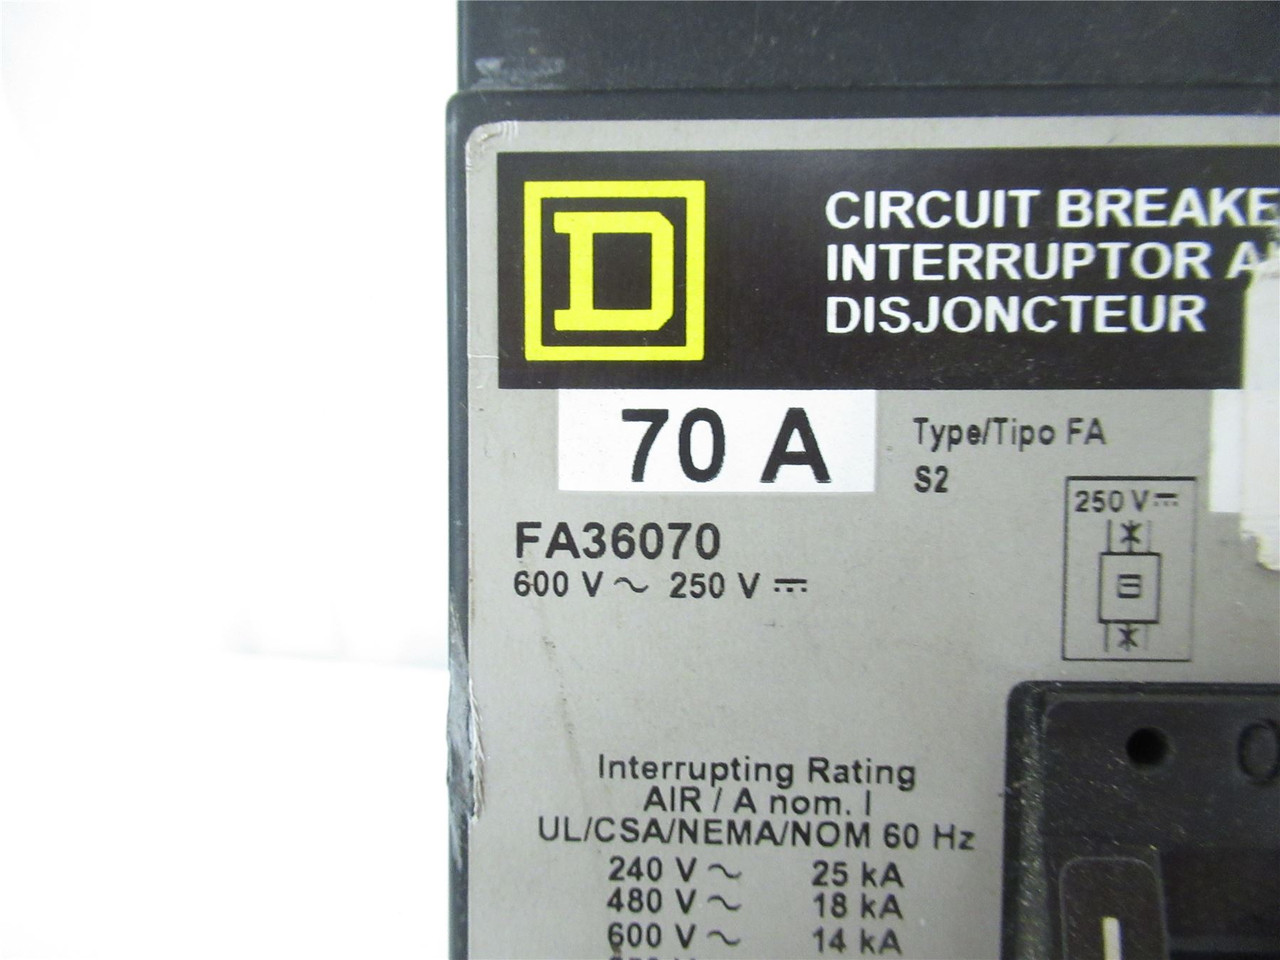 D
CIRCUIT BREAKE
INTERRUPTOR A
DISJONCTEUR
70 A
Type/Tipo FA
S2
250 V ⎓
FA36070
600 V ～ 250 V ⎓
Interrupting Rating
AIR / A nom. I
UL/CSA/NEMA/NOM 60 Hz
240 V ～ 25 kA
480 V ～ 18 kA
600 V ～ 14 kA